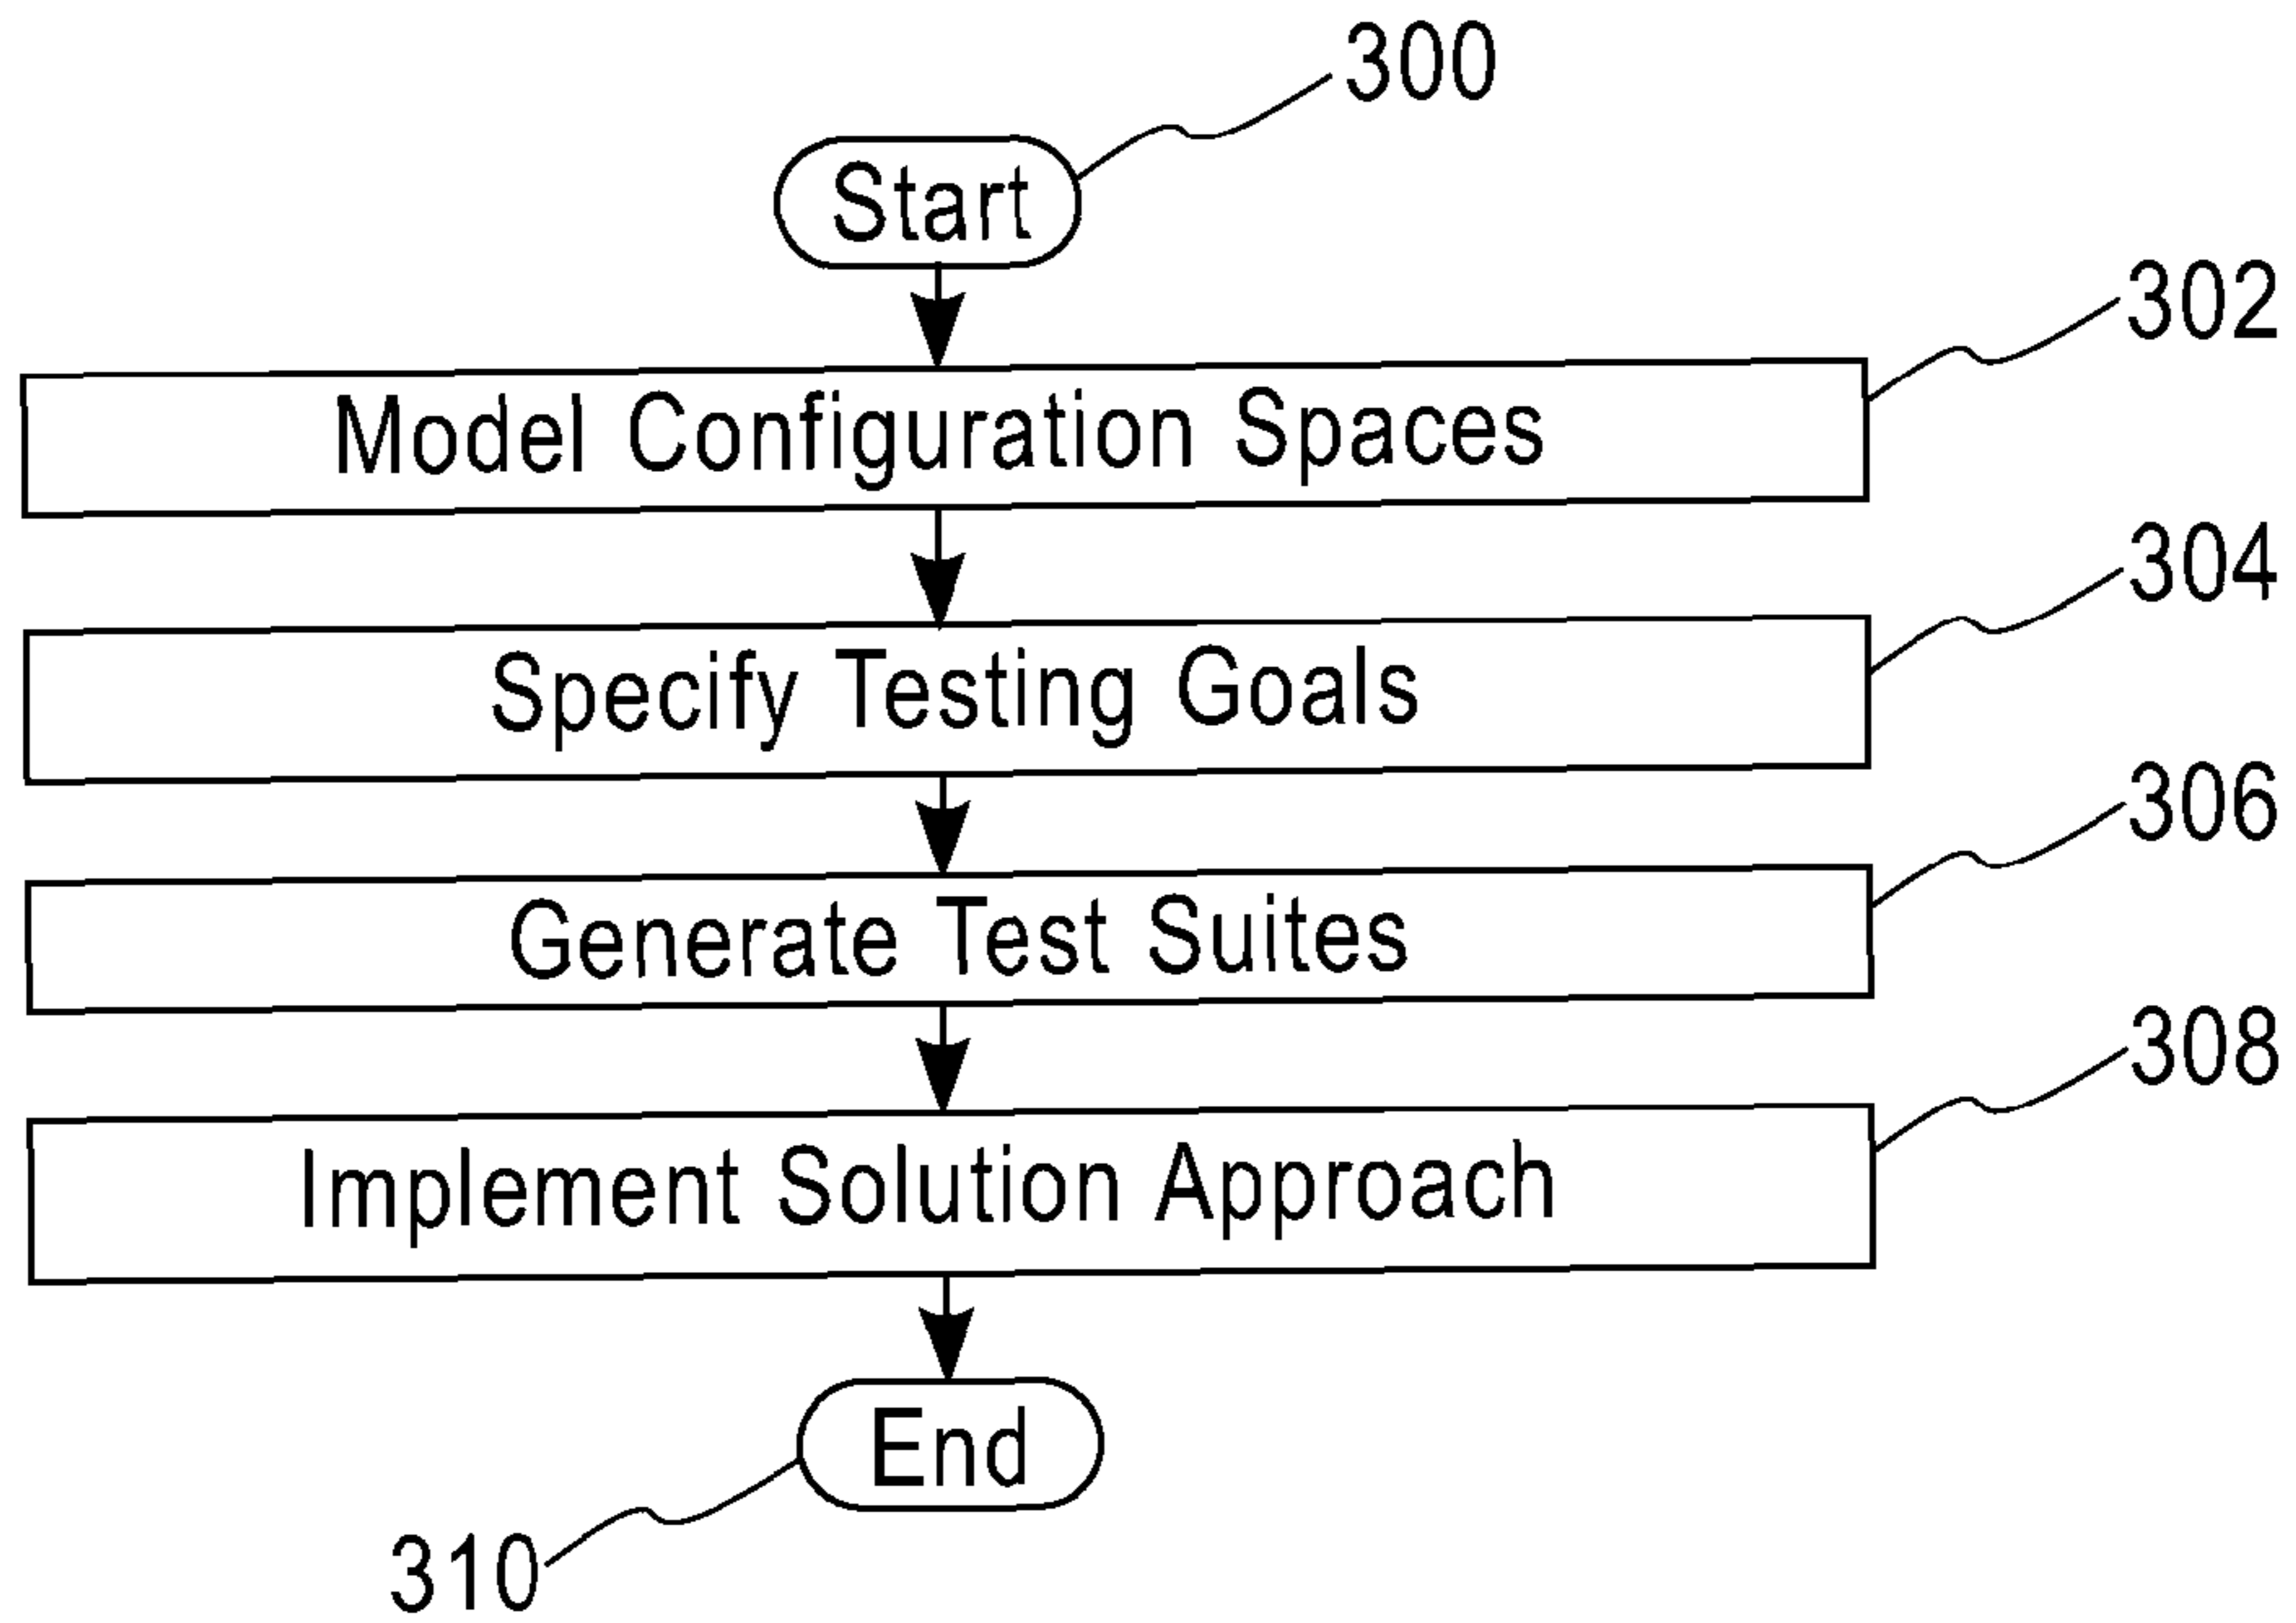 300
Start
302
Model Configuration Spaces
304
Specify Testing Goals
306
Generate Test Suites
308
Implement Solution Approach
End
310